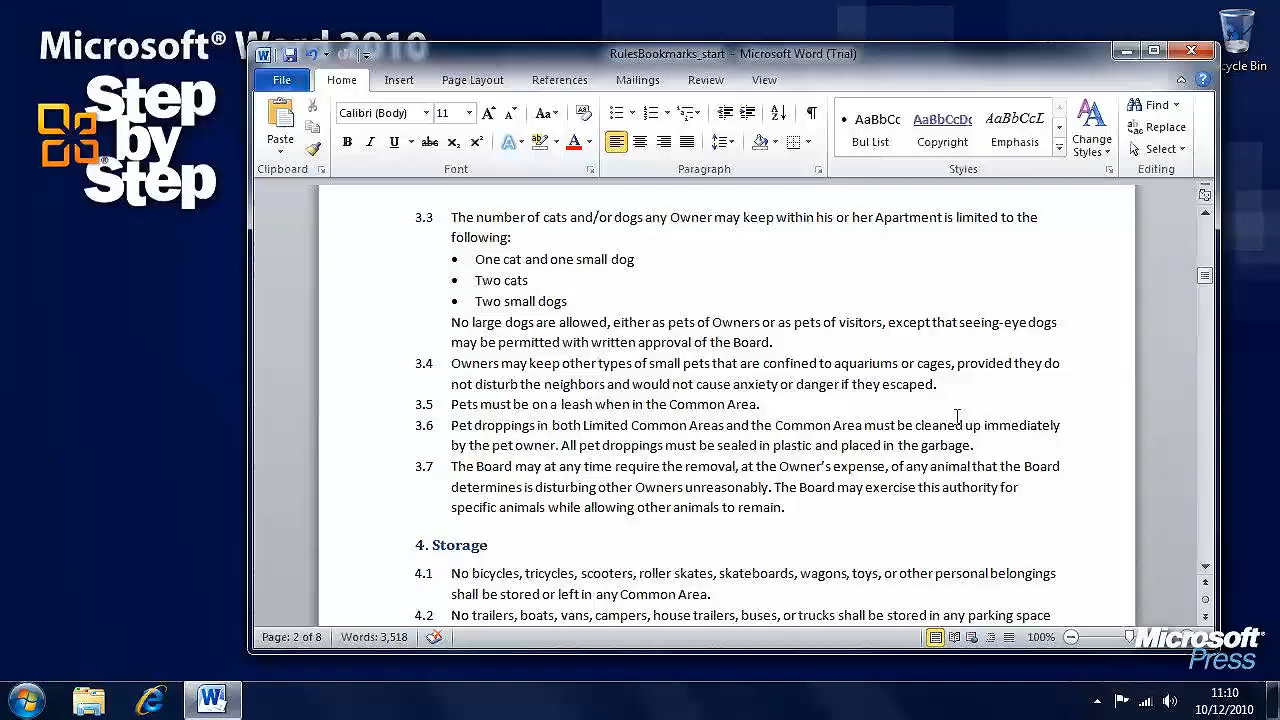 Microsoft® Word 2010
Step
by
Step
®
RulesBookmarks_start - Microsoft Word (Trial)
Recycle Bin
File Home Insert Page Layout References Mailings Review View
Calibri (Body) 11
Paste
Clipboard
Font
Paragraph
AaBbCc AaBbCcDc AaBbCcL
Bul List Copyright Emphasis
Styles
Change
Styles
Find
Replace
Select
Editing
3.3 The number of cats and/or dogs any Owner may keep within his or her Apartment is limited to the
following:
• One cat and one small dog
• Two cats
• Two small dogs
No large dogs are allowed, either as pets of Owners or as pets of visitors, except that seeing-eye dogs
may be permitted with written approval of the Board.
3.4 Owners may keep other types of small pets that are confined to aquariums or cages, provided they do
not disturb the neighbors and would not cause anxiety or danger if they escaped.
3.5 Pets must be on a leash when in the Common Area.
3.6 Pet droppings in both Limited Common Areas and the Common Area must be cleaned up immediately
by the pet owner. All pet droppings must be sealed in plastic and placed in the garbage.
3.7 The Board may at any time require the removal, at the Owner's expense, of any animal that the Board
determines is disturbing other Owners unreasonably. The Board may exercise this authority for
specific animals while allowing other animals to remain.
4. Storage
4.1 No bicycles, tricycles, scooters, roller skates, skateboards, wagons, toys, or other personal belongings
shall be stored or left in any Common Area.
4.2 No trailers, boats, vans, campers, house trailers, buses, or trucks shall be stored in any parking space
Page: 2 of 8 Words: 3,518 100%
Microsoft
Press
11:10
10/12/2010